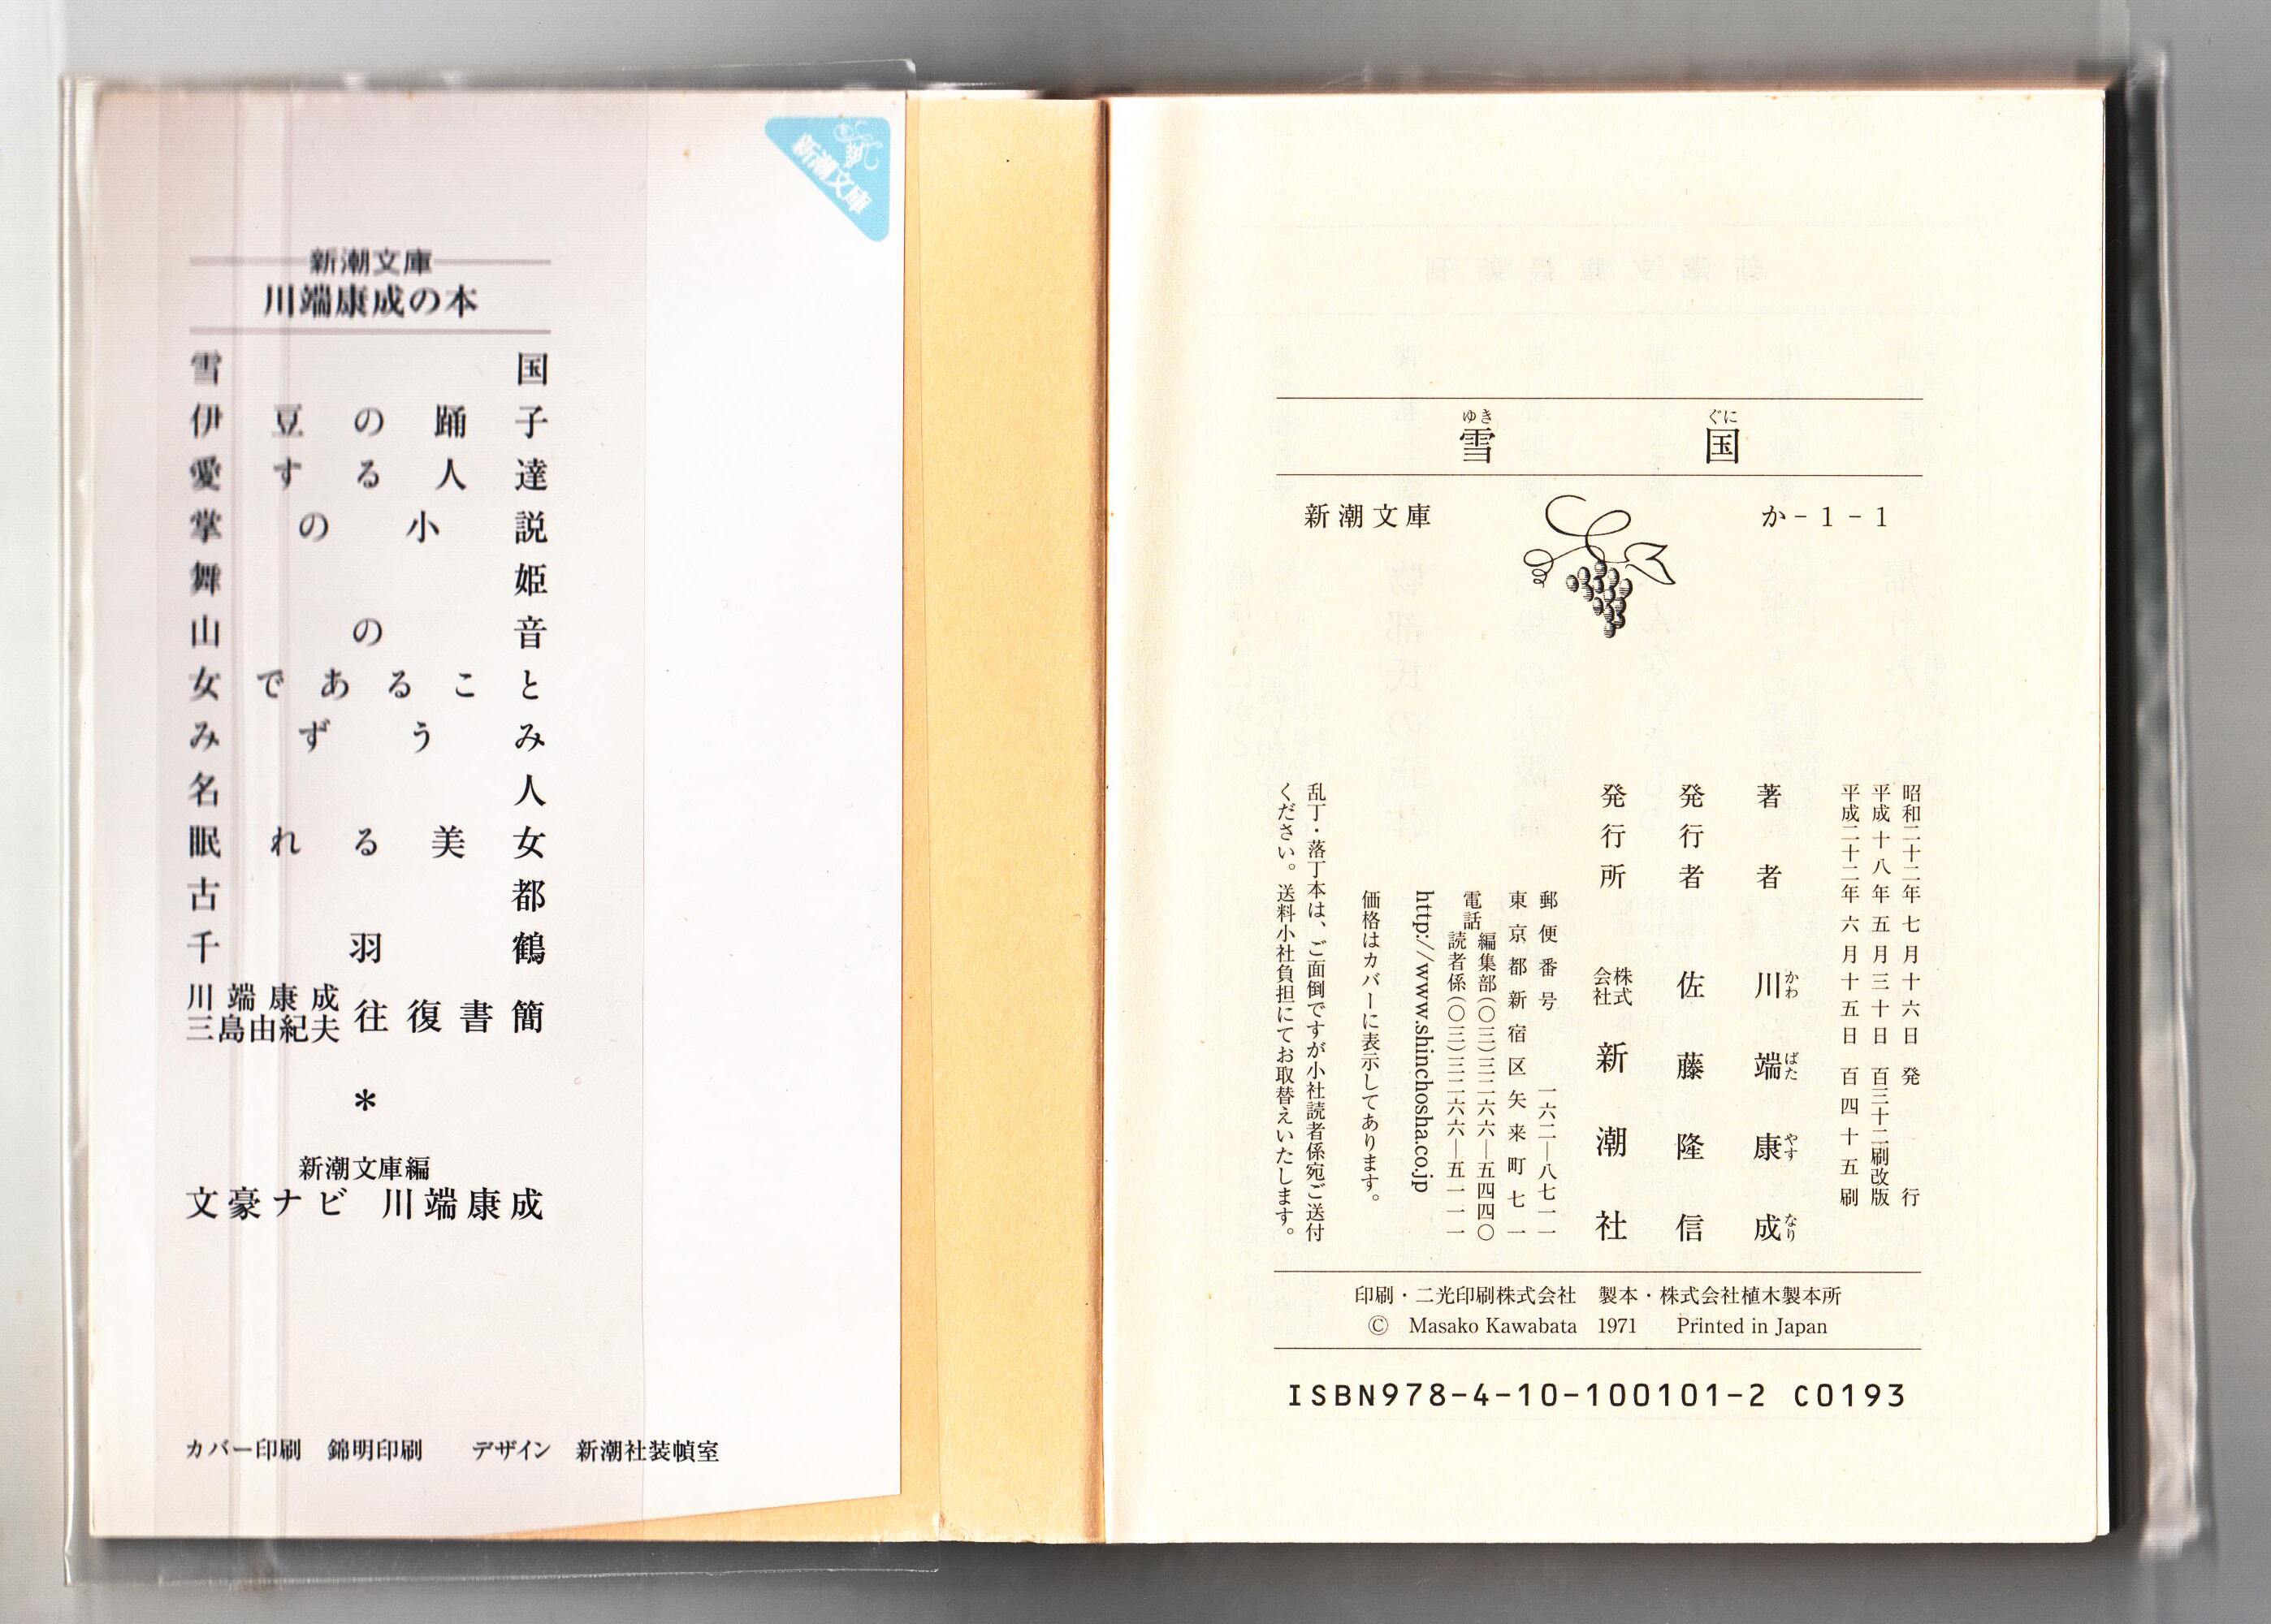 新潮文庫
新潮文庫
川端康成の本
雪国
伊豆の踊子
愛する人達
掌の小説
舞姫
山の音
女であること
みずうみ
名人
眠れる美女
古都
千羽鶴
川端康成
三島由紀夫 往復書簡
*
新潮文庫編
文豪ナビ 川端康成
カバー印刷 錦明印刷 デザイン 新潮社装幀室
ゆき ぐに
雪国
新潮文庫 か-1-1
昭和二十二年七月十六日 発行
平成十八年五月三十日 百三十二刷改版
平成二十二年六月十五日 百四十五刷
著者 川端康成
かわ ばた やす なり
発行者 佐藤隆信
発行所 株式会社 新潮社
郵便番号 一六二―八七一一
東京都新宿区矢来町七一
電話 編集部(〇三)三二六六―五四四〇
読者係(〇三)三二六六―五一一一
http://www.shinchosha.co.jp
価格はカバーに表示してあります。
乱丁・落丁本は、ご面倒ですが小社読者係宛ご送付
ください。送料小社負担にてお取替えいたします。
印刷・二光印刷株式会社 製本・株式会社植木製本所
© Masako Kawabata 1971 Printed in Japan
ISBN978-4-10-100101-2 C0193